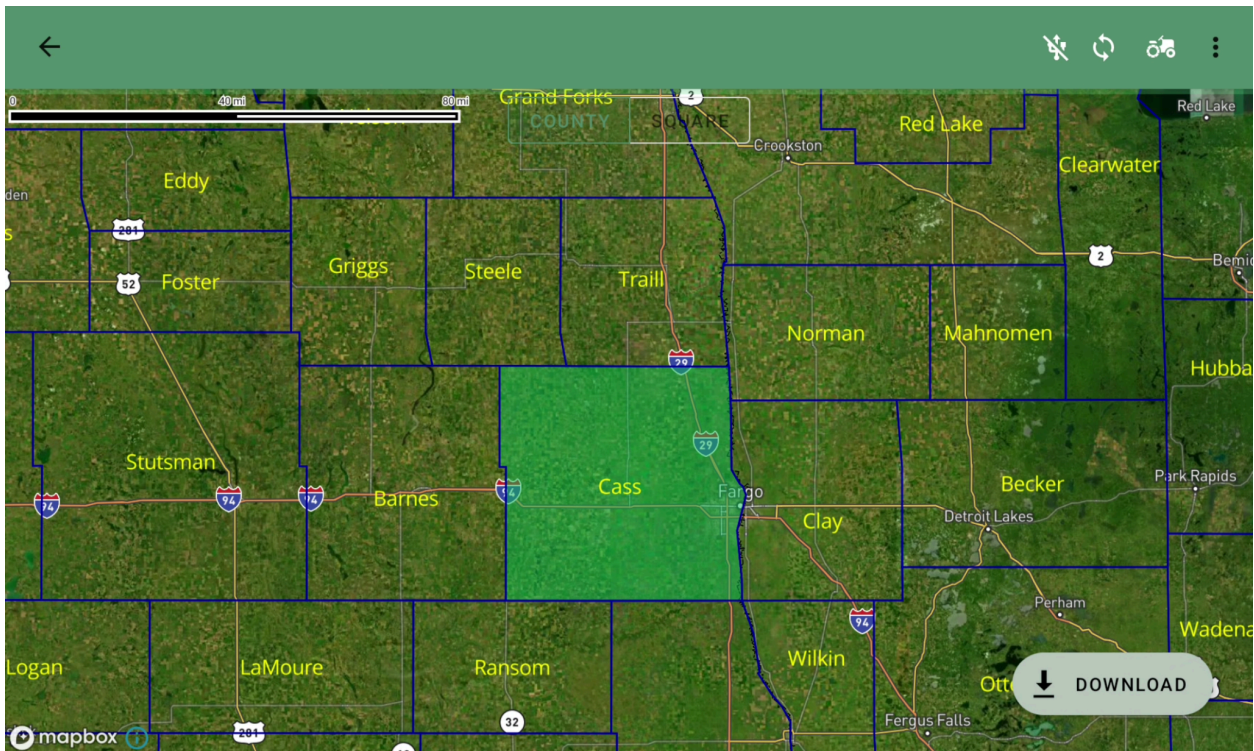 0 40 mi 80 mi
Grand Forks
2
COUNTY SQUARE
Red Lake
Red Lake
Crookston
Clearwater
Eddy
281
2
Griggs
Steele
Traill
Foster
52
Norman
Mahnomen
29
29
Stutsman
Cass
Barnes
94
94
94
94
Fargo
Clay
Becker
Park Rapids
Detroit Lakes
Perham
94
Logan
LaMoure
Ransom
Wilkin
DOWNLOAD
32
281
Fergus Falls
mapbox